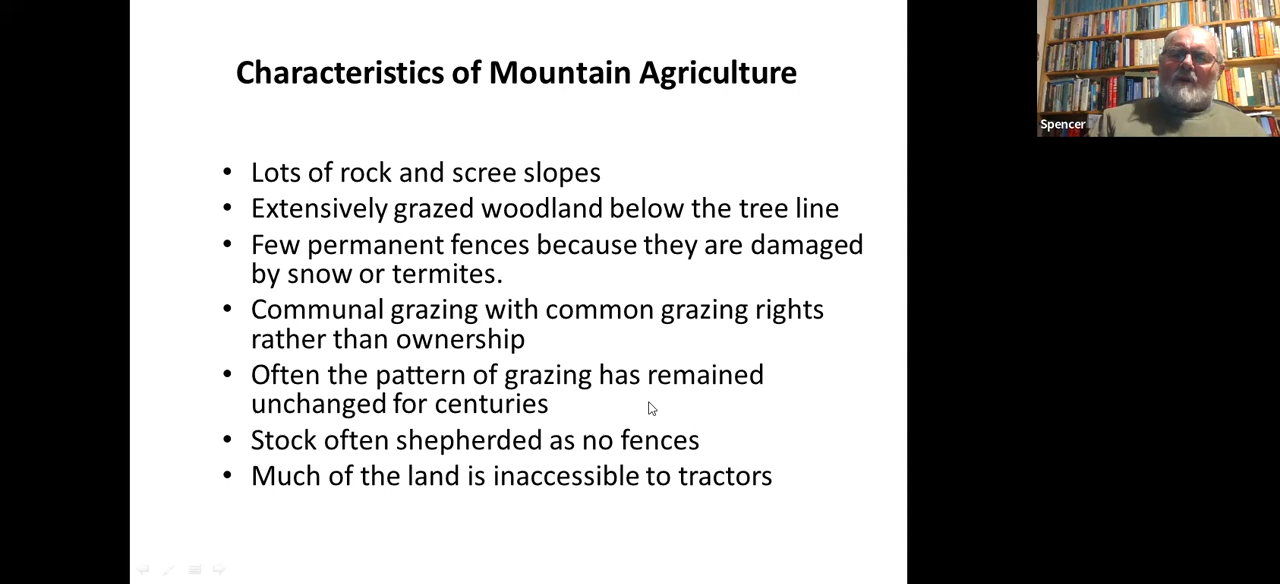 Characteristics of Mountain Agriculture
Spencer
• Lots of rock and scree slopes
• Extensively grazed woodland below the tree line
• Few permanent fences because they are damaged
by snow or termites.
• Communal grazing with common grazing rights
rather than ownership
• Often the pattern of grazing has remained
unchanged for centuries
• Stock often shepherded as no fences
• Much of the land is inaccessible to tractors